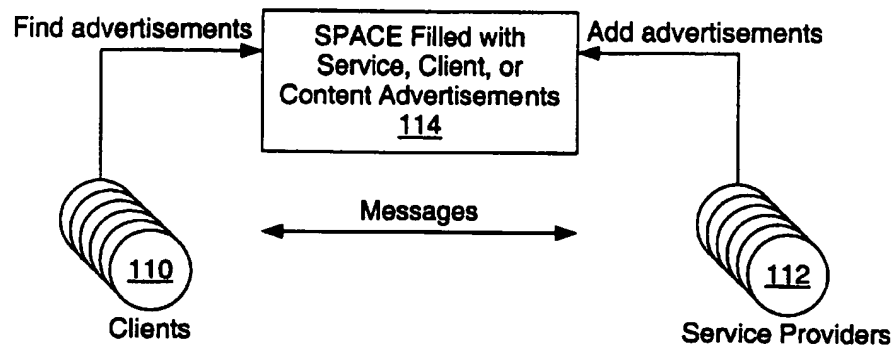 Find advertisements
SPACE Filled with
Service, Client, or
Content Advertisements
114
Add advertisements
Messages
110
Clients
112
Service Providers